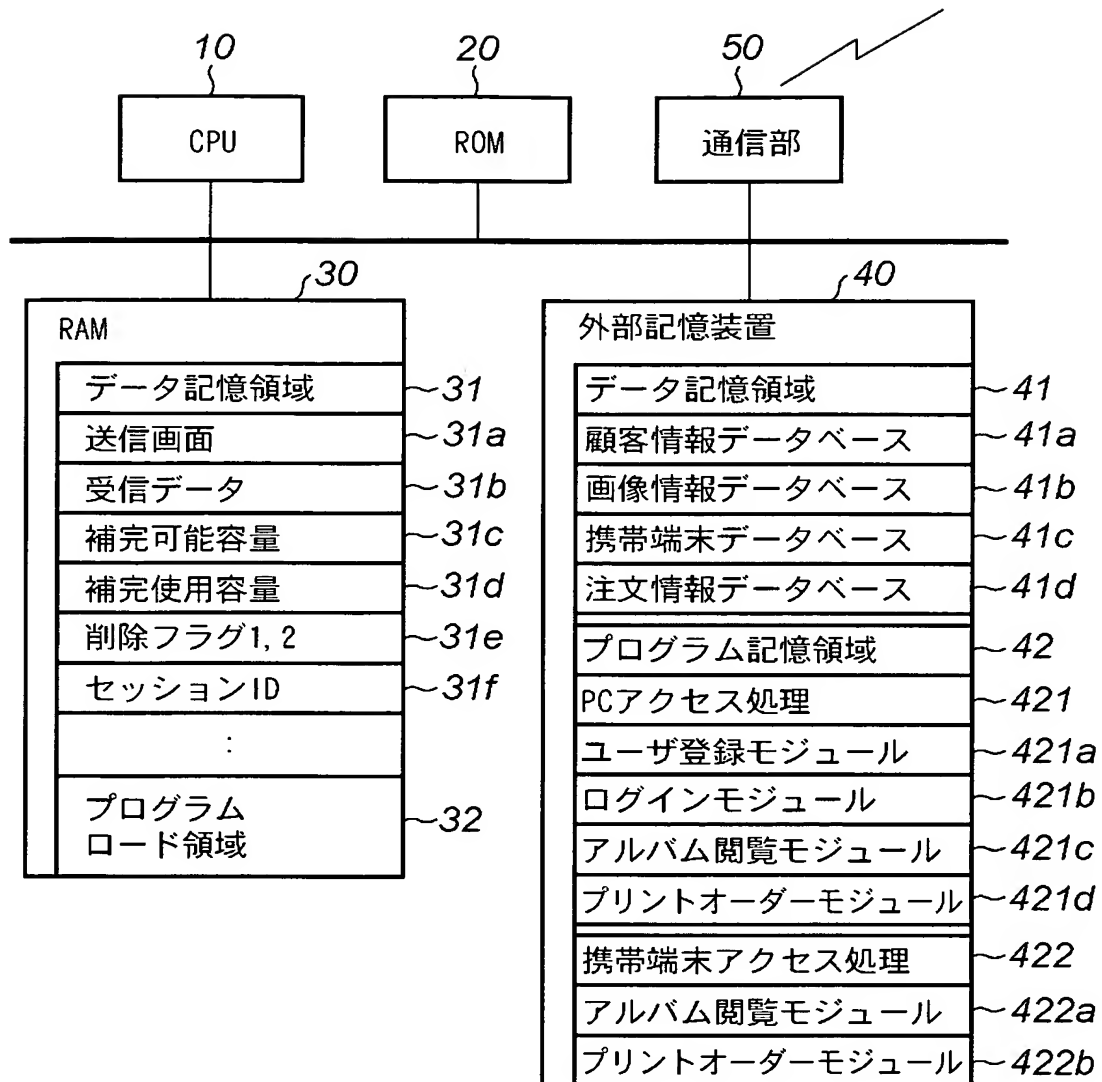 10
20
50
CPU
ROM
通信部
30
RAM
データ記憶領域
31
送信画面
31a
受信データ
31b
補完可能容量
31c
補完使用容量
31d
削除フラグ1, 2
31e
セッションID
31f
:
プログラム
ロード領域
32
40
外部記憶装置
データ記憶領域
41
顧客情報データベース
41a
画像情報データベース
41b
携帯端末データベース
41c
注文情報データベース
41d
プログラム記憶領域
42
PCアクセス処理
421
ユーザ登録モジュール
421a
ログインモジュール
421b
アルバム閲覧モジュール
421c
プリントオーダーモジュール
421d
携帯端末アクセス処理
422
アルバム閲覧モジュール
422a
プリントオーダーモジュール
422b